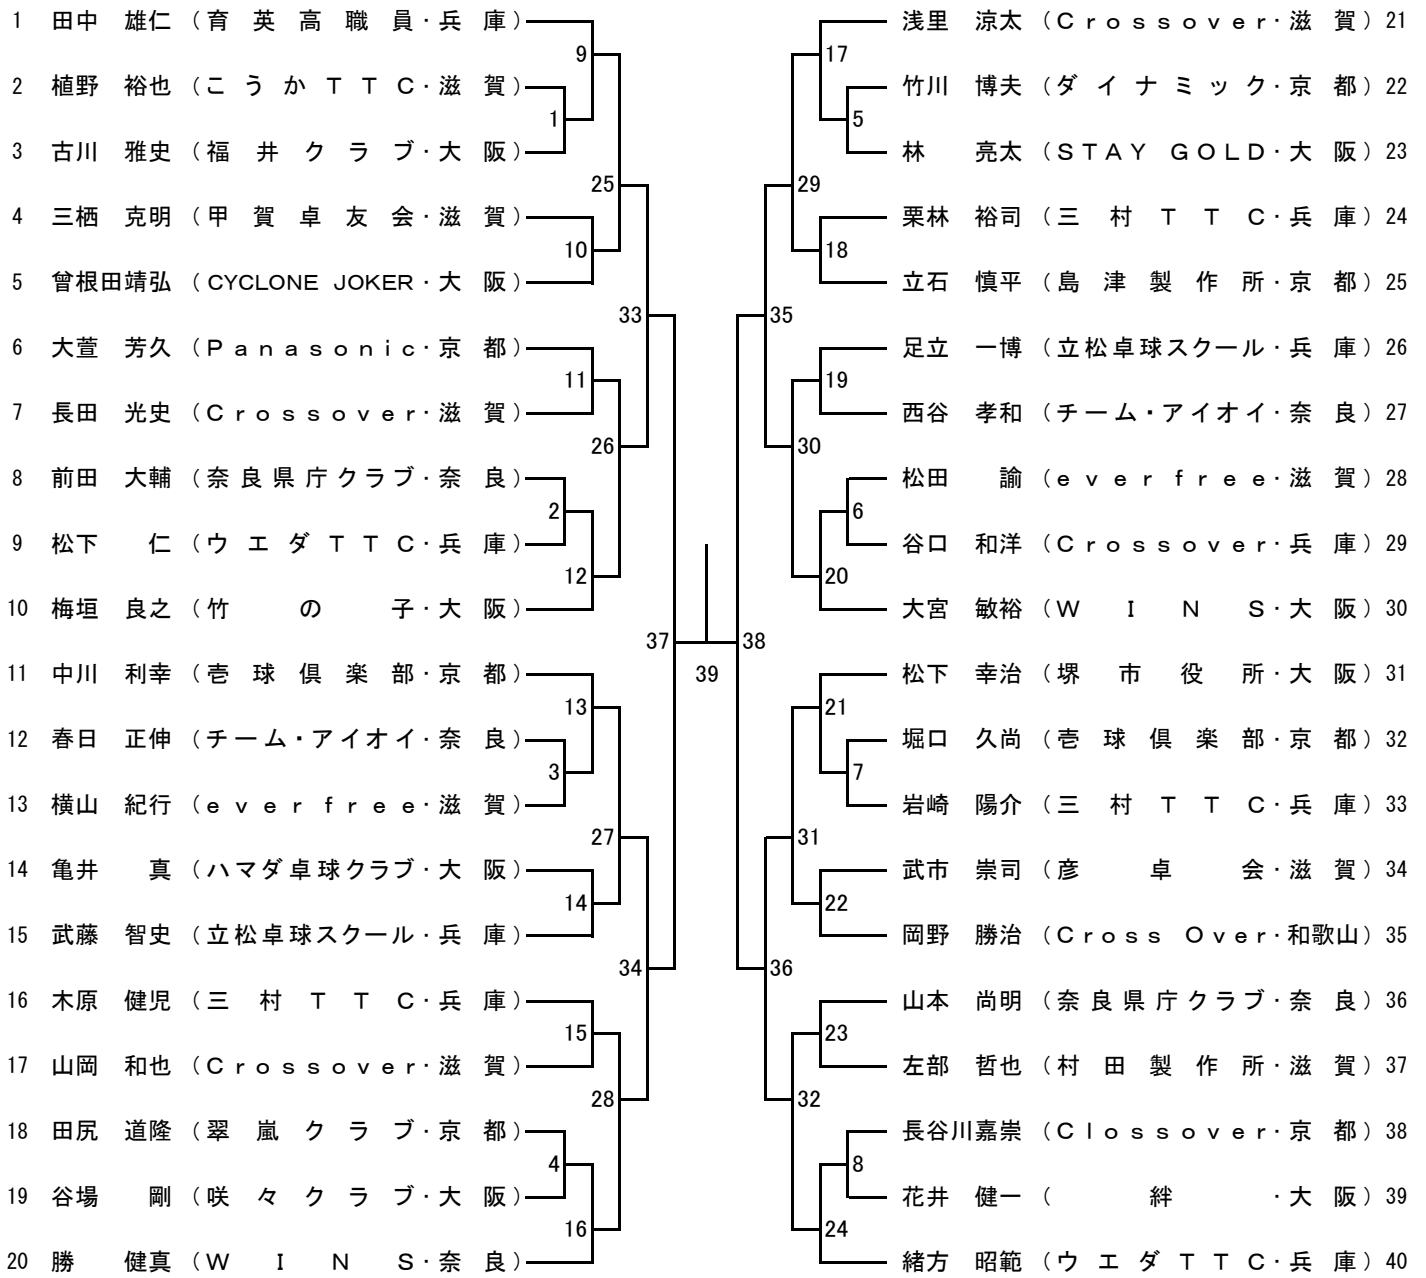 1 田中 雄仁 (育英高職員・兵庫)
2 植野 裕也 (こうかTTC・滋賀)
3 古川 雅史 (福井クラブ・大阪)
4 三栖 克明 (甲賀卓友会・滋賀)
5 曾根田靖弘 (CYCLONE JOKER・大阪)
6 大萱 芳久 (Panasonic・京都)
7 長田 光史 (Crossover・滋賀)
8 前田 大輔 (奈良県庁クラブ・奈良)
9 松下 仁 (ウエダTTC・兵庫)
10 梅垣 良之 (竹の子・大阪)
11 中川 利幸 (壱球倶楽部・京都)
12 春日 正伸 (チーム・アイオイ・奈良)
13 横山 紀行 (everfree・滋賀)
14 亀井 真 (ハマダ卓球クラブ・大阪)
15 武藤 智史 (立松卓球スクール・兵庫)
16 木原 健児 (三村TTC・兵庫)
17 山岡 和也 (Crossover・滋賀)
18 田尻 道隆 (翠嵐クラブ・京都)
19 谷場 剛 (咲々クラブ・大阪)
20 勝 健真 (WINS・奈良)
9
1
25
10
33
11
26
2
12
37
13
3
27
14
34
15
28
4
16
39
17
5
29
18
35
19
30
6
20
38
21
7
31
22
36
23
32
8
24
浅里 涼太 (Crossover・滋賀) 21
竹川 博夫 (ダイナミック・京都) 22
林 亮太 (STAY GOLD・大阪) 23
栗林 裕司 (三村TTC・兵庫) 24
立石 慎平 (島津製作所・京都) 25
足立 一博 (立松卓球スクール・兵庫) 26
西谷 孝和 (チーム・アイオイ・奈良) 27
松田 諭 (everfree・滋賀) 28
谷口 和洋 (Crossover・兵庫) 29
大宮 敏裕 (WINS・大阪) 30
松下 幸治 (堺市役所・大阪) 31
堀口 久尚 (壱球倶楽部・京都) 32
岩崎 陽介 (三村TTC・兵庫) 33
武市 崇司 (彦卓会・滋賀) 34
岡野 勝治 (Cross Over・和歌山) 35
山本 尚明 (奈良県庁クラブ・奈良) 36
左部 哲也 (村田製作所・滋賀) 37
長谷川嘉崇 (Clossover・京都) 38
花井 健一 (絆・大阪) 39
緒方 昭範 (ウエダTTC・兵庫) 40